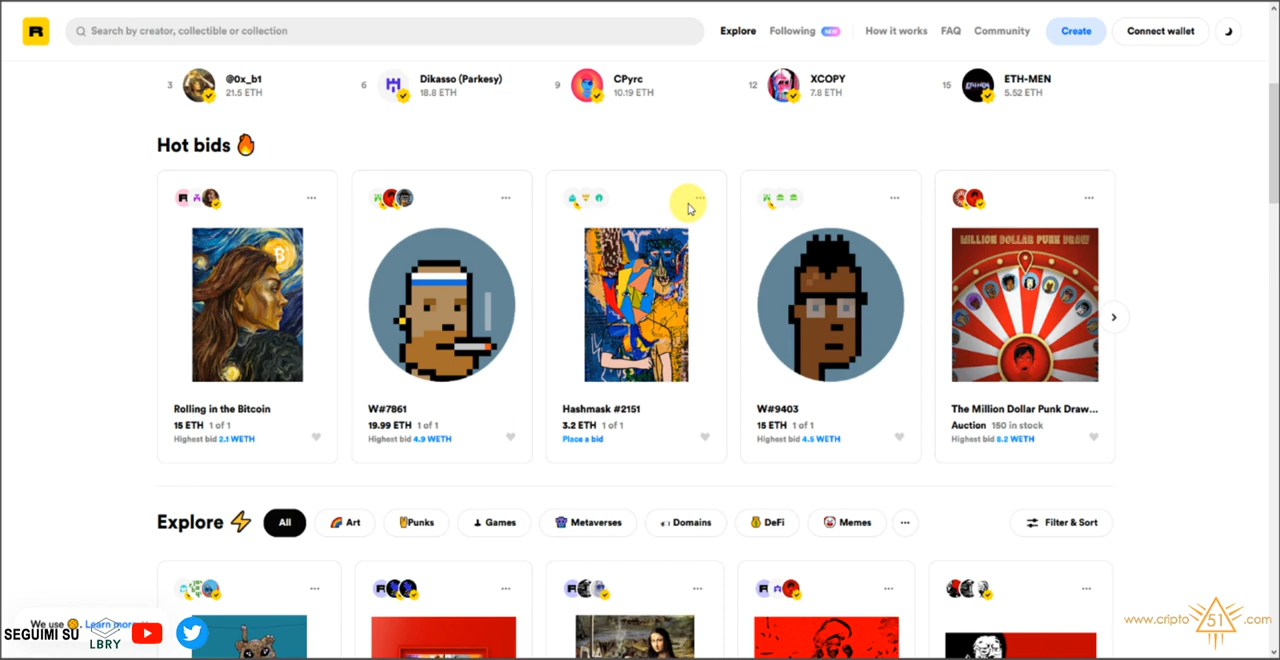 R Search by creator, collectible or collection Explore Following NEW How it works FAQ Community Create Connect wallet
3 @0x_b1 6 Dikasso (Parkesy) 9 CPyrc 12 XCOPY 15 ETH-MEN
21.5 ETH 18.8 ETH 10.19 ETH 7.8 ETH 5.52 ETH
Hot bids 🔥
MILLION DOLLAR PUNK DRAW
Rolling in the Bitcoin W#7861 Hashmask #2151 W#9403 The Million Dollar Punk Draw...
15 ETH 1 of 1 19.99 ETH 1 of 1 3.2 ETH 1 of 1 15 ETH 1 of 1 Auction 150 in stock
Highest bid 2.1 WETH Highest bid 4.9 WETH Place a bid Highest bid 4.5 WETH Highest bid 8.2 WETH
Explore ⚡ All Art Punks Games Metaverses Domains DeFi Memes ... Filter & Sort
We use 🍪. Learn more
SEGUIMI SU
LBRY
www.cripto 51 .com